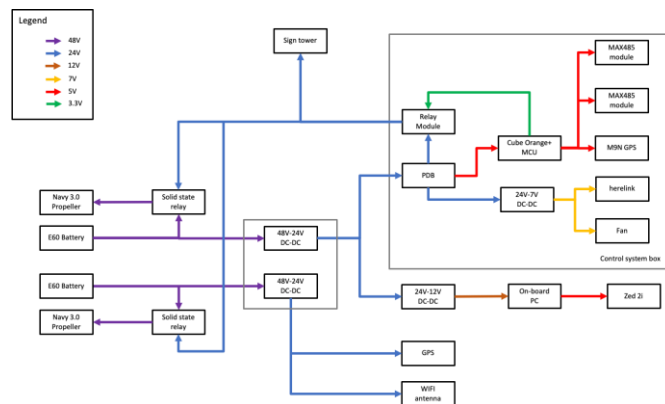 Legend
48V
24V
12V
7V
5V
3.3V
Sign tower
MAX485
module
MAX485
module
Relay
Module
Cube Orange+
MCU
M9N GPS
PDB
24V-7V
DC-DC
herelink
Fan
Control system box
Navy 3.0
Propeller
Solid state
relay
E60 Battery
48V-24V
DC-DC
E60 Battery
48V-24V
DC-DC
Navy 3.0
Propeller
Solid state
relay
24V-12V
DC-DC
On-board
PC
Zed 2i
GPS
WIFI
antenna